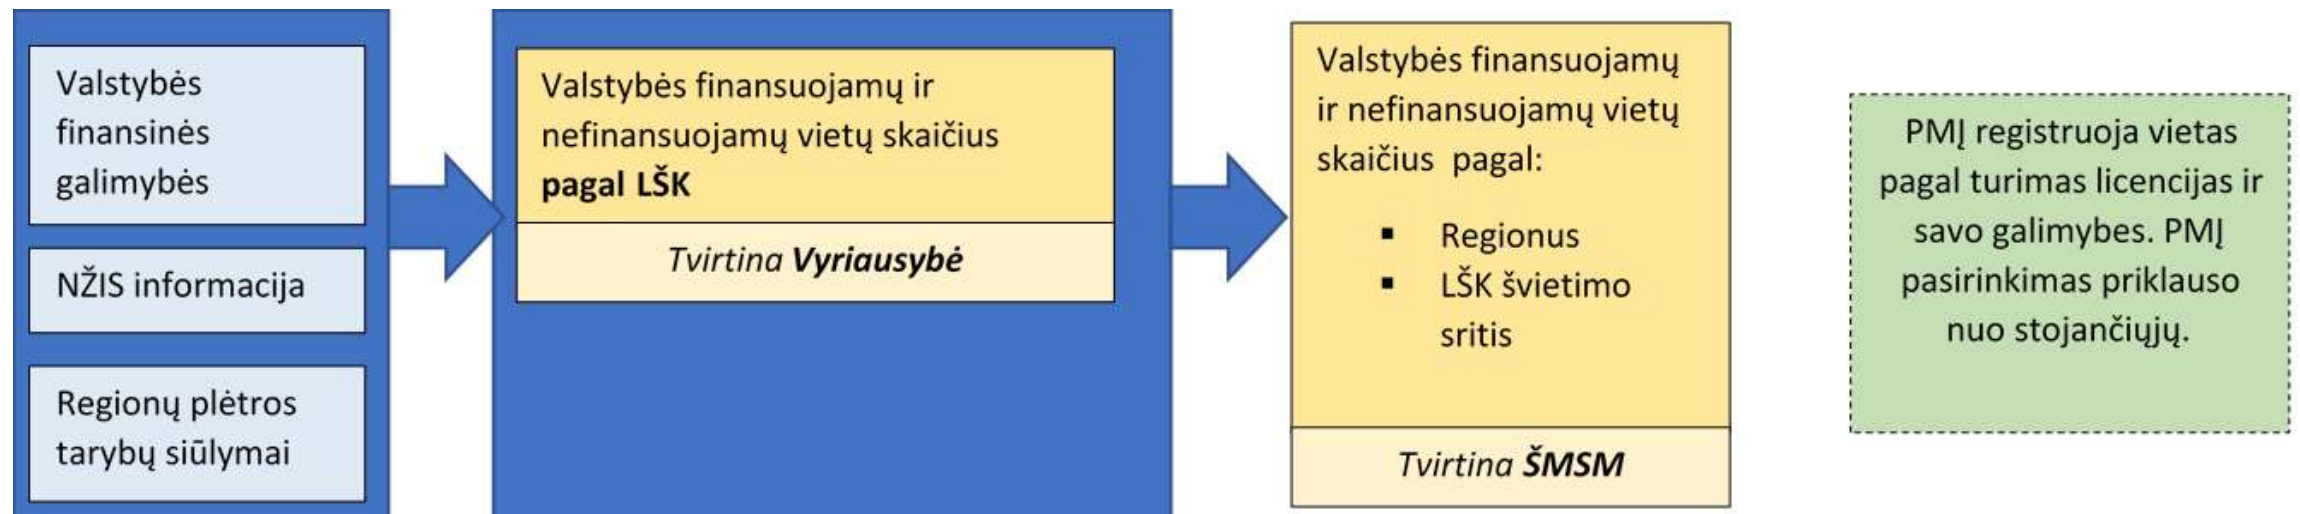 Valstybės
finansinės
galimybės
NŽIS informacija
Regionų plėtros
tarybų siūlymai
Valstybės finansuojamų ir
nefinansuojamų vietų skaičius
pagal LŠK
Tvirtina Vyriausybė
Valstybės finansuojamų
ir nefinansuojamų vietų
skaičius pagal:
▪ Regionus
▪ LŠK švietimo
sritis
Tvirtina ŠMSM
PMĮ registruoja vietas
pagal turimas licencijas ir
savo galimybes. PMĮ
pasirinkimas priklauso
nuo stojančiųjų.